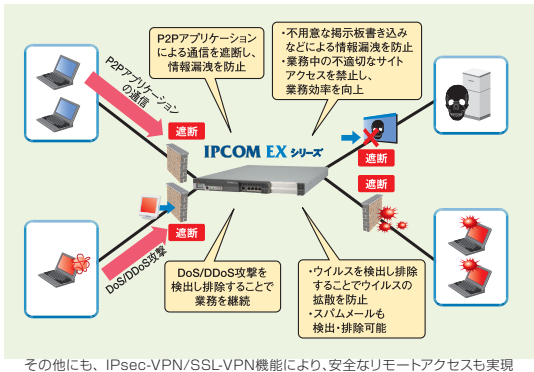 P2Pアプリケーション
による通信を遮断し、
情報漏洩を防止
・不用意な掲示板書き込み
などによる情報漏洩を防止
・業務中の不適切なサイト
アクセスを禁止し、
業務効率を向上
P2Pアプリケーション
の通信
遮断
IPCOM EX シリーズ
遮断
遮断
遮断
DoS/DDoS攻撃
DoS/DDoS攻撃を
検出し排除することで
業務を継続
・ウイルスを検出し排除
することでウイルスの
拡散を防止
・スパムメールも
検出・排除可能
その他にも、IPsec-VPN/SSL-VPN機能により、安全なリモートアクセスも実現